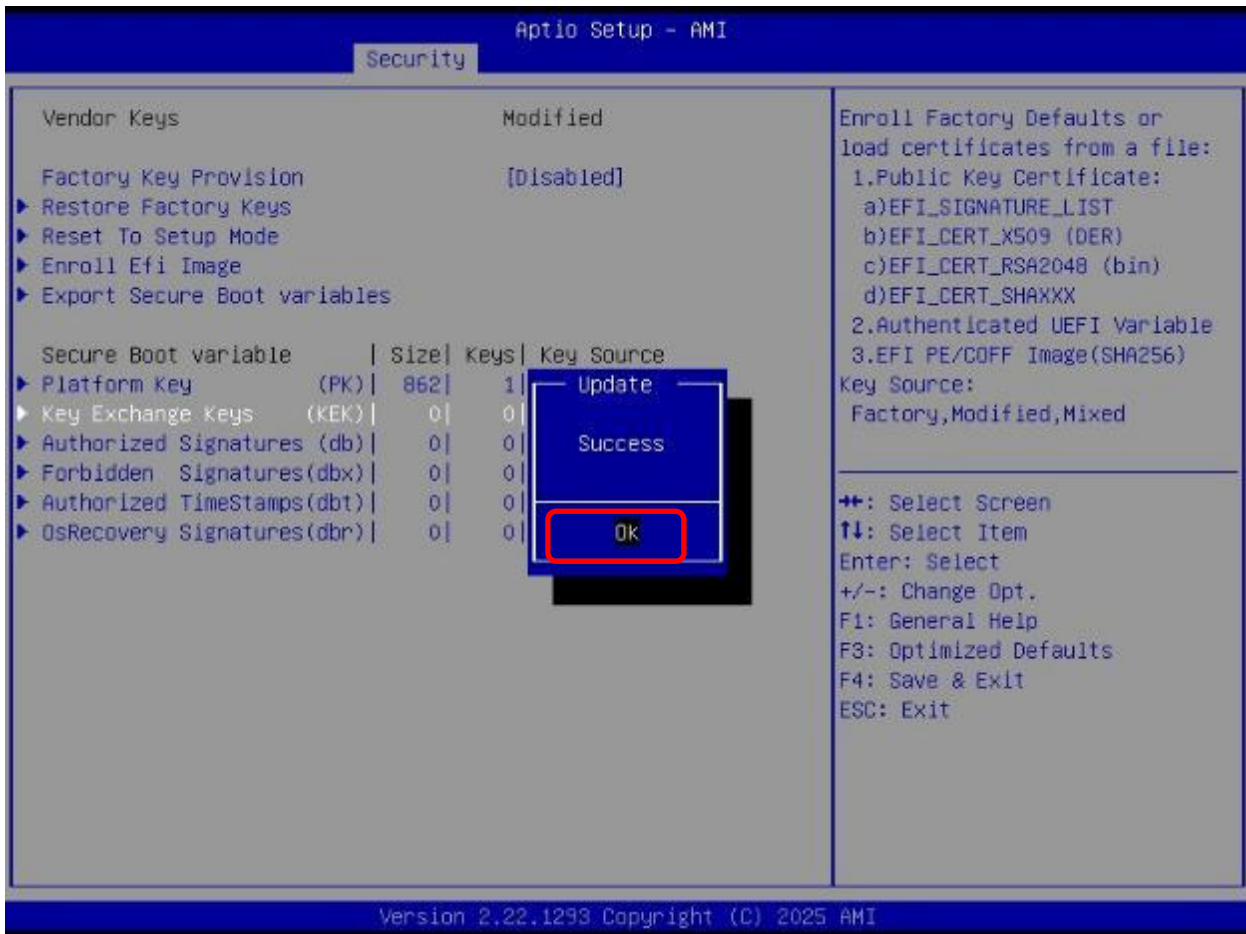 Aptio Setup - AMI
Security
Vendor Keys Modified
Factory Key Provision [Disabled]
Restore Factory Keys
Reset To Setup Mode
Enroll Efi Image
Export Secure Boot variables
Secure Boot variable | Size| Keys| Key Source
Platform Key (PK)| 862| 1|
Key Exchange Keys (KEK)| 0| 0|
Authorized Signatures (db)| 0| 0|
Forbidden Signatures(dbx)| 0| 0|
Authorized TimeStamps(dbt)| 0| 0|
OsRecovery Signatures(dbr)| 0| 0|
Update
Success
Ok
Enroll Factory Defaults or
load certificates from a file:
1.Public Key Certificate:
a)EFI_SIGNATURE_LIST
b)EFI_CERT_X509 (DER)
c)EFI_CERT_RSA2048 (bin)
d)EFI_CERT_SHAXXX
2.Authenticated UEFI Variable
3.EFI PE/COFF Image(SHA256)
Key Source:
Factory,Modified,Mixed
→←: Select Screen
↑↓: Select Item
Enter: Select
+/-: Change Opt.
F1: General Help
F3: Optimized Defaults
F4: Save & Exit
ESC: Exit
Version 2.22.1293 Copyright (C) 2025 AMI